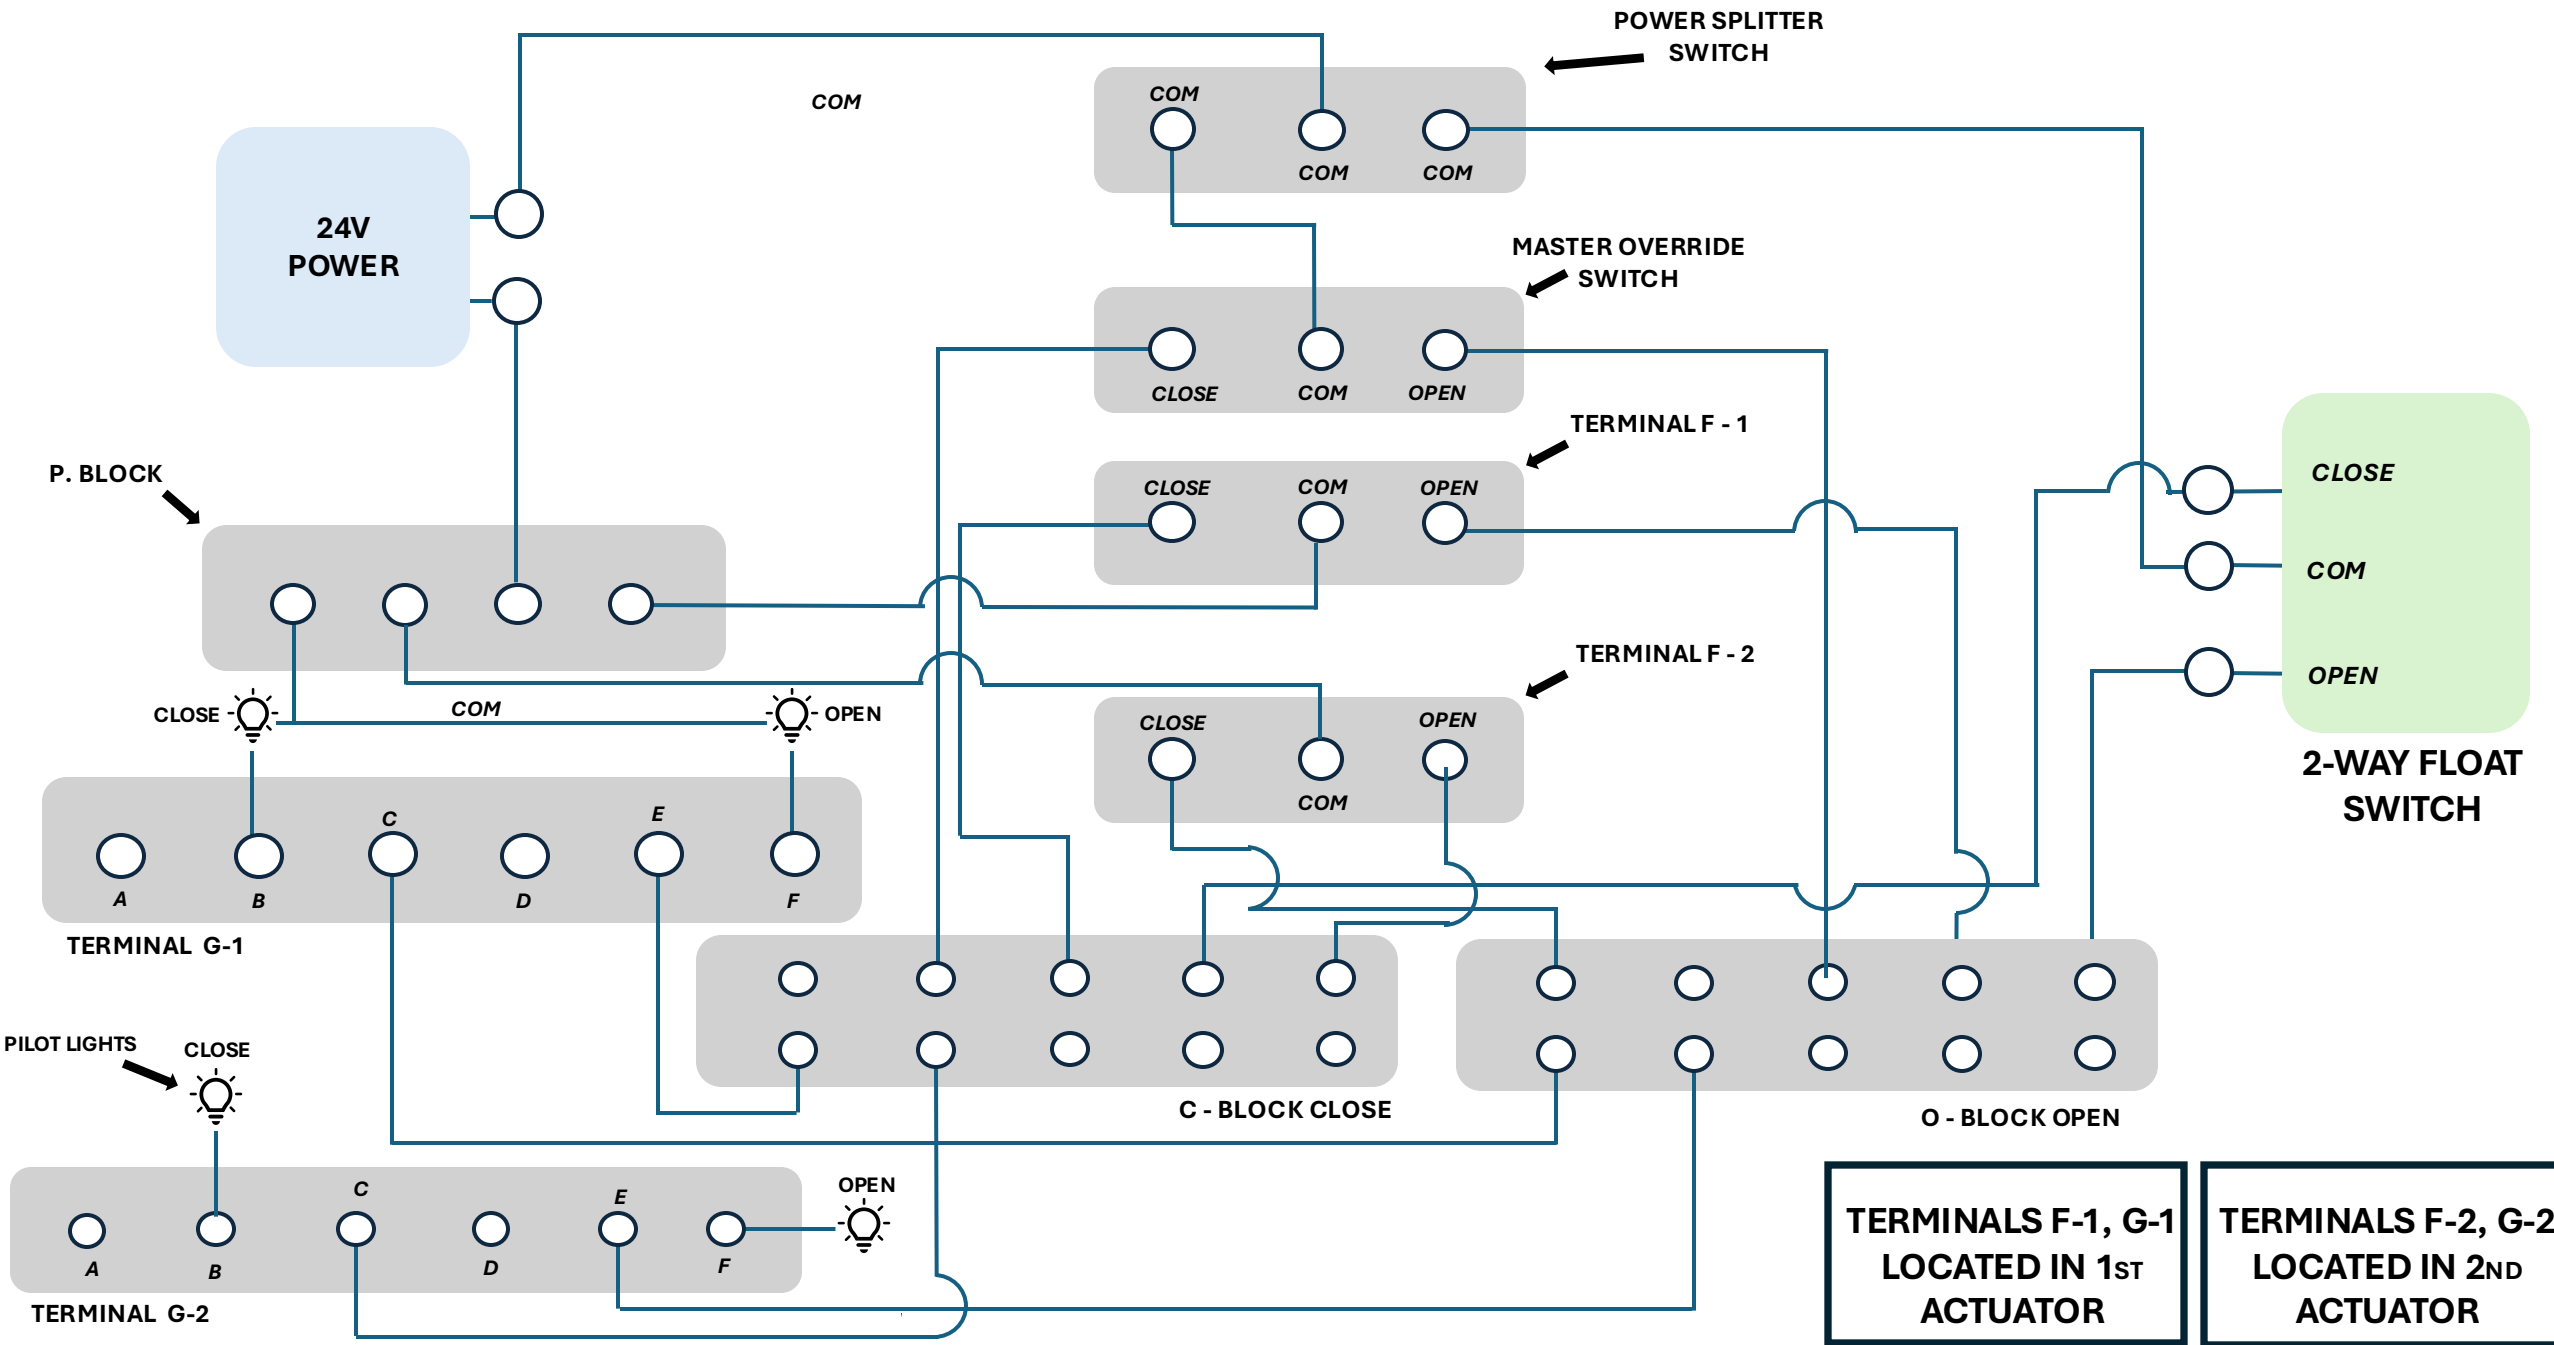 POWER SPLITTER
SWITCH
COM
COM
COM
COM
24V
POWER
MASTER OVERRIDE
SWITCH
CLOSE
COM
OPEN
TERMINAL F - 1
CLOSE
COM
OPEN
P. BLOCK
CLOSE
COM
OPEN
2-WAY FLOAT
SWITCH
TERMINAL F - 2
CLOSE
OPEN
COM
CLOSE
COM
OPEN
C
E
A
B
D
F
TERMINAL G-1
PILOT LIGHTS
CLOSE
C - BLOCK CLOSE
O - BLOCK OPEN
C
E
OPEN
A
B
D
F
TERMINAL G-2
TERMINALS F-1, G-1
LOCATED IN 1ST
ACTUATOR
TERMINALS F-2, G-2
LOCATED IN 2ND
ACTUATOR